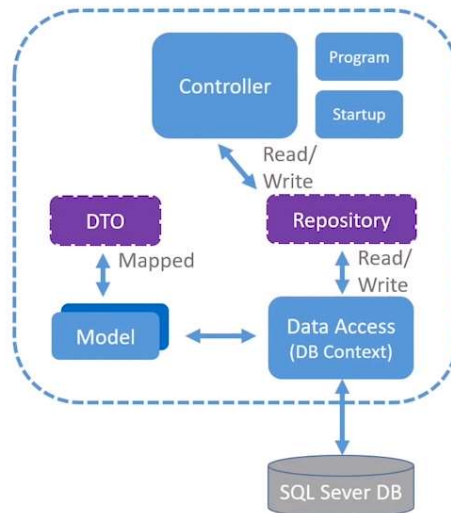 Controller
Program
Startup
Read/
Write
DTO
Repository
Mapped
Read/
Write
Model
Data Access
(DB Context)
SQL Sever DB